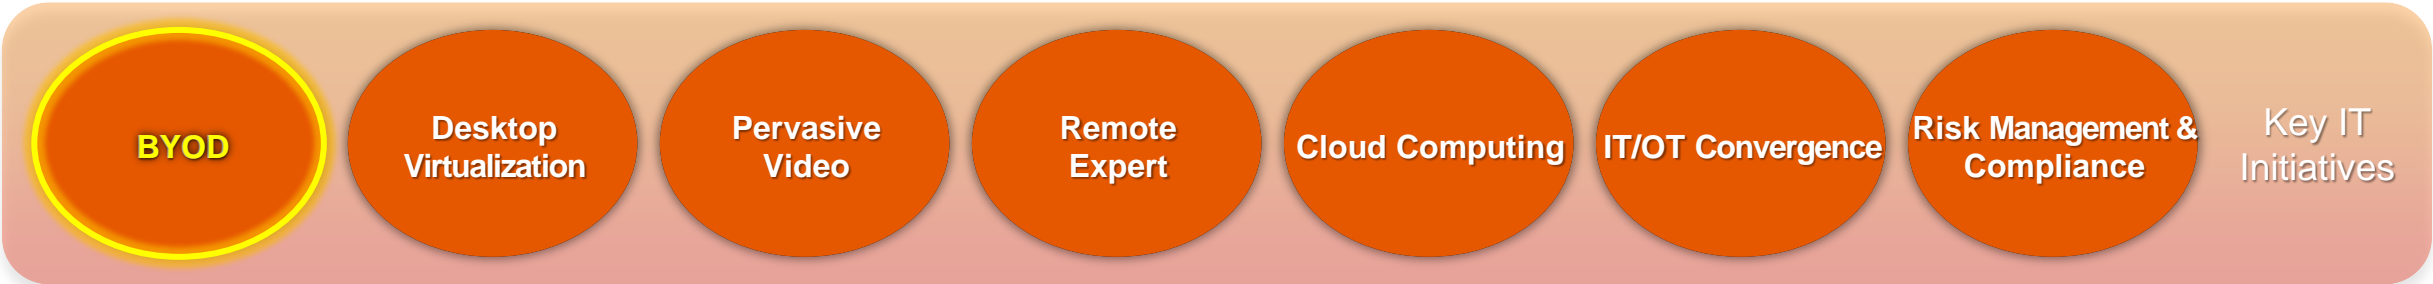 BYOD
Desktop
Virtualization
Pervasive
Video
Remote
Expert
Cloud Computing
IT/OT Convergence
Risk Management &
Compliance
Key IT
Initiatives